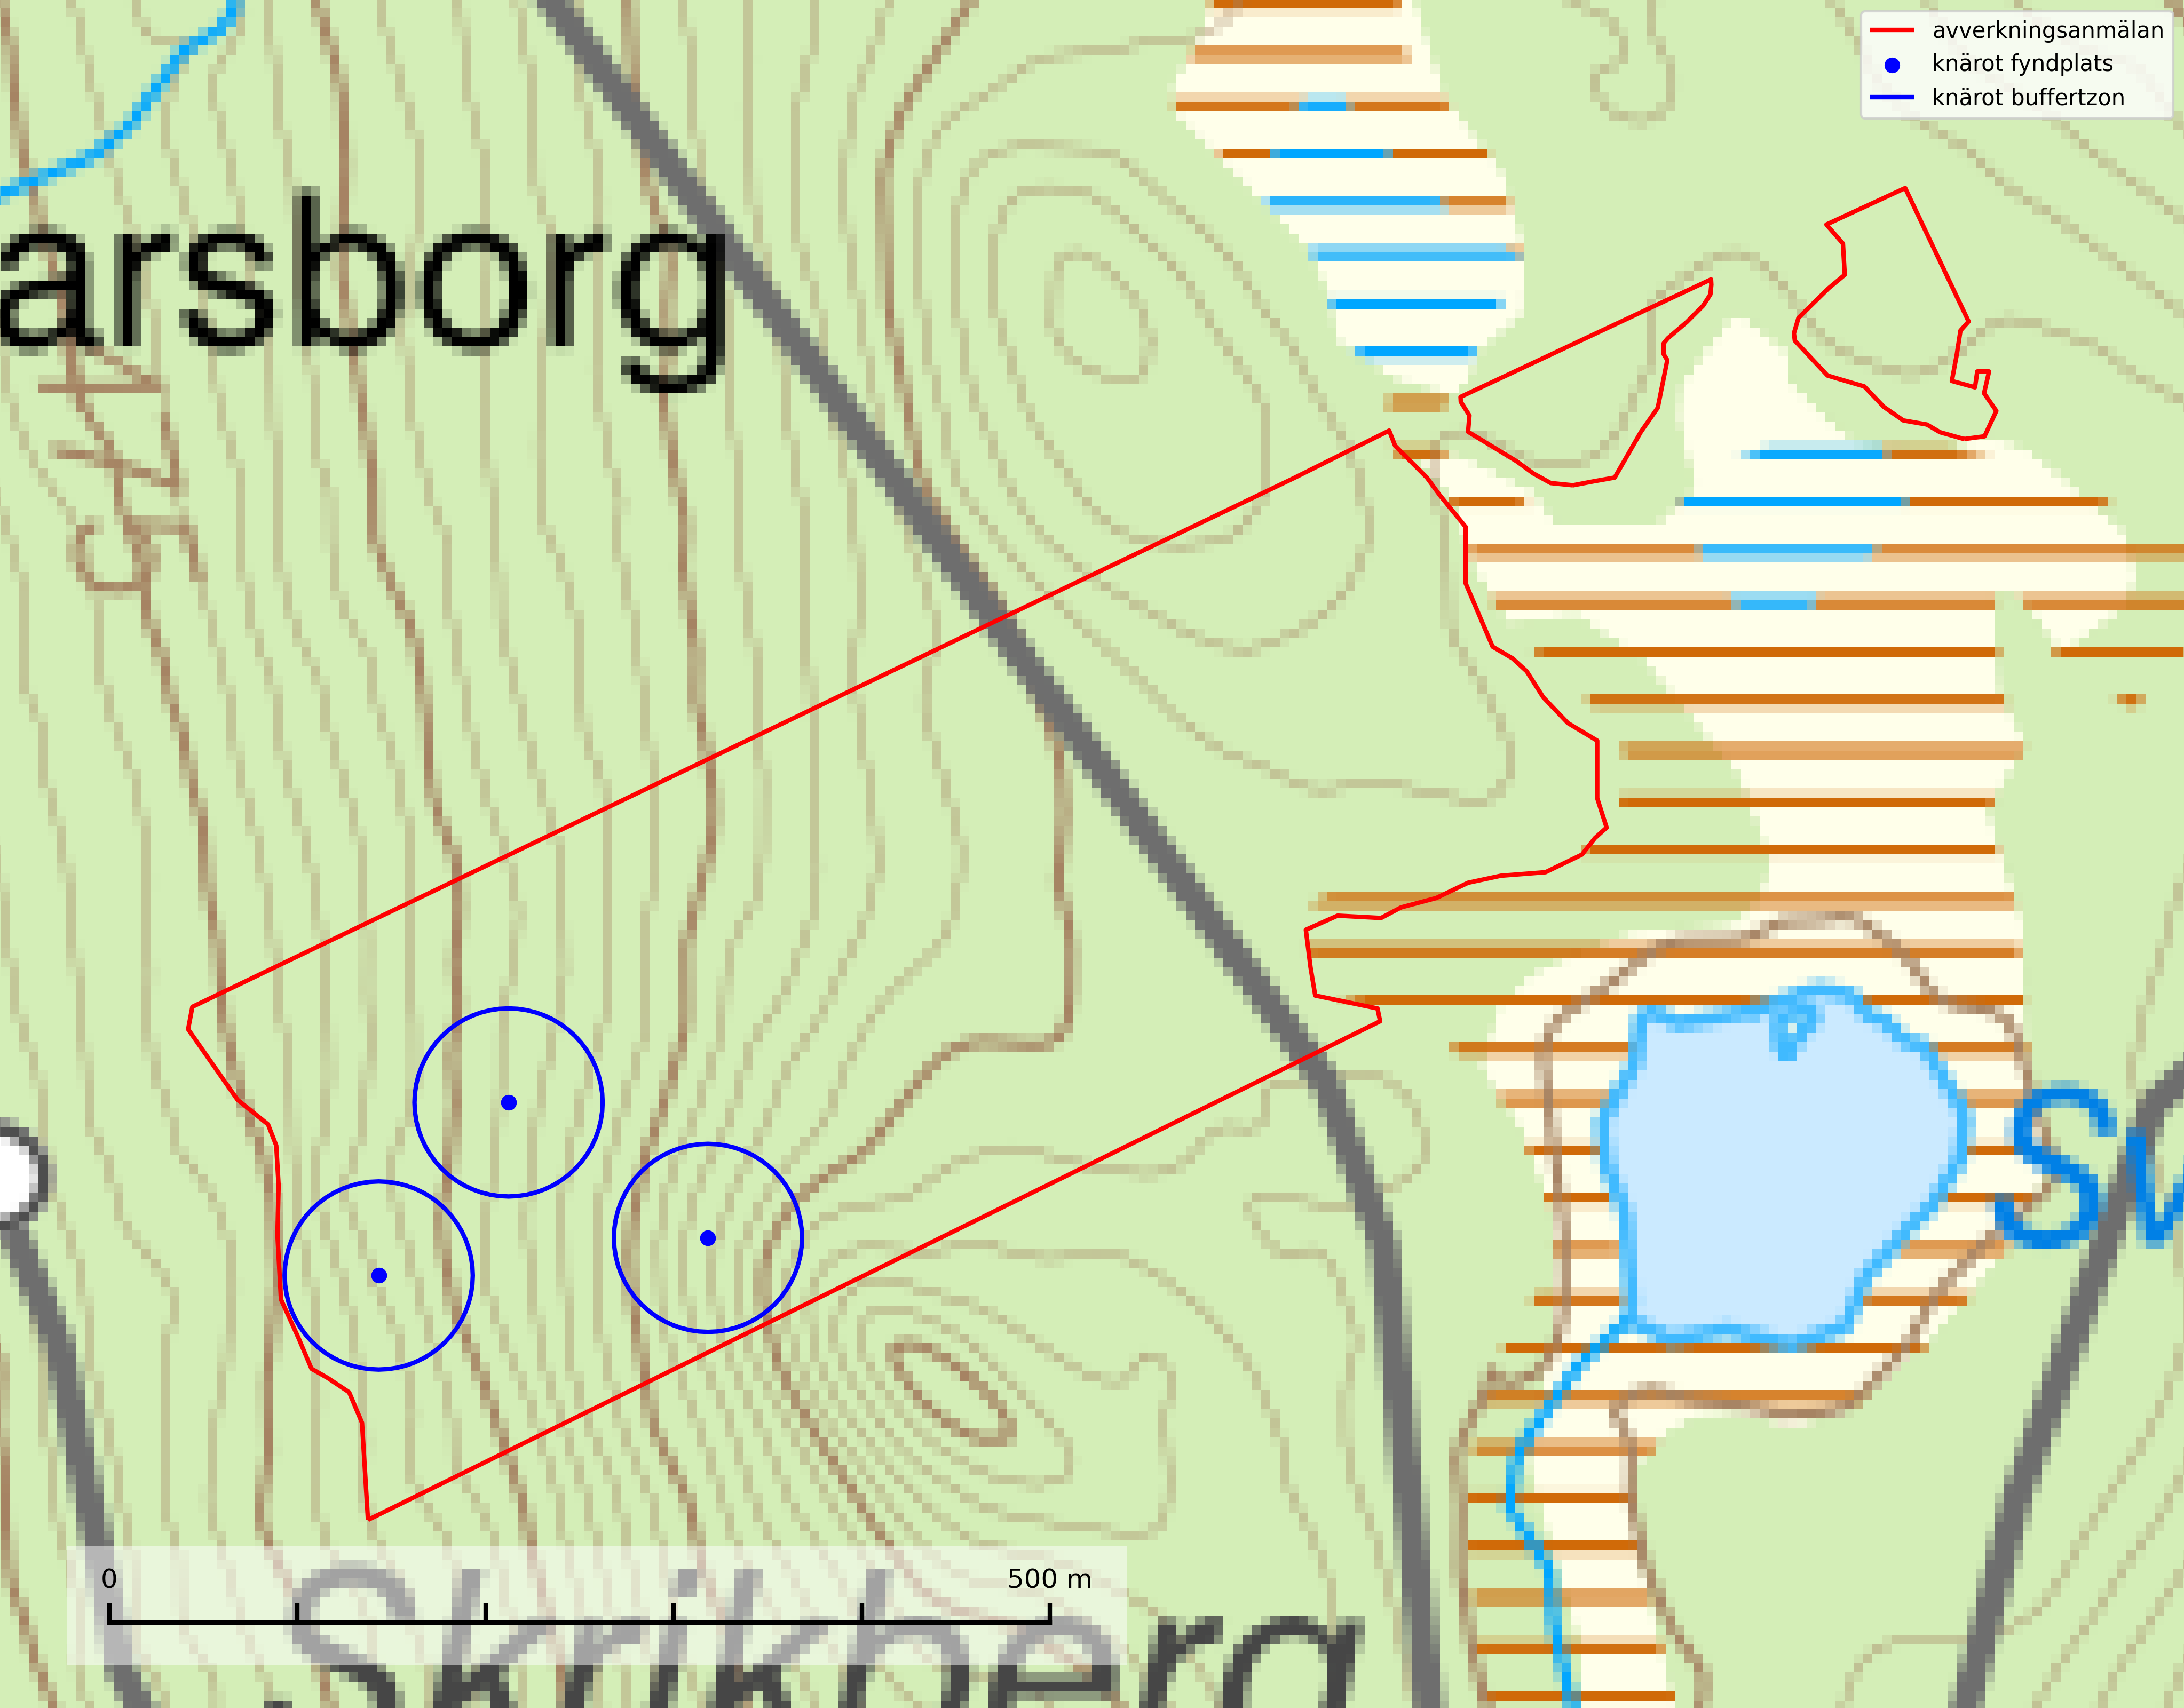 avverkningsanmälan
knärot fyndplats
knärot buffertzon
arsborg
0
500 m
Skrikberg